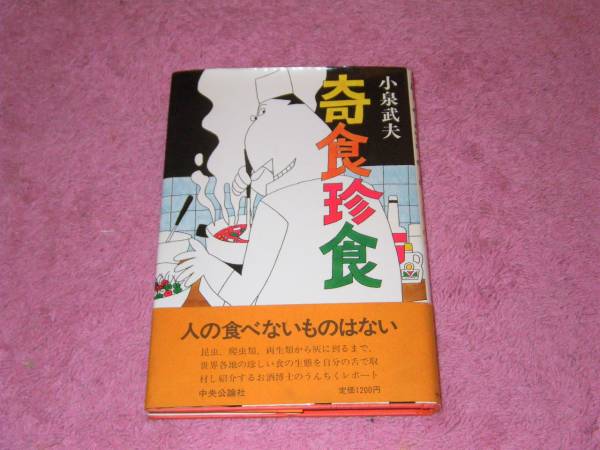 小泉武夫
奇食珍食
人の食べないものはない
昆虫、爬虫類、両生類から灰に到るまで、
世界各地の珍しい食の生態を自分の舌で取
材し紹介するお酒博士のうんちくレポート
中央公論社
定価1200円